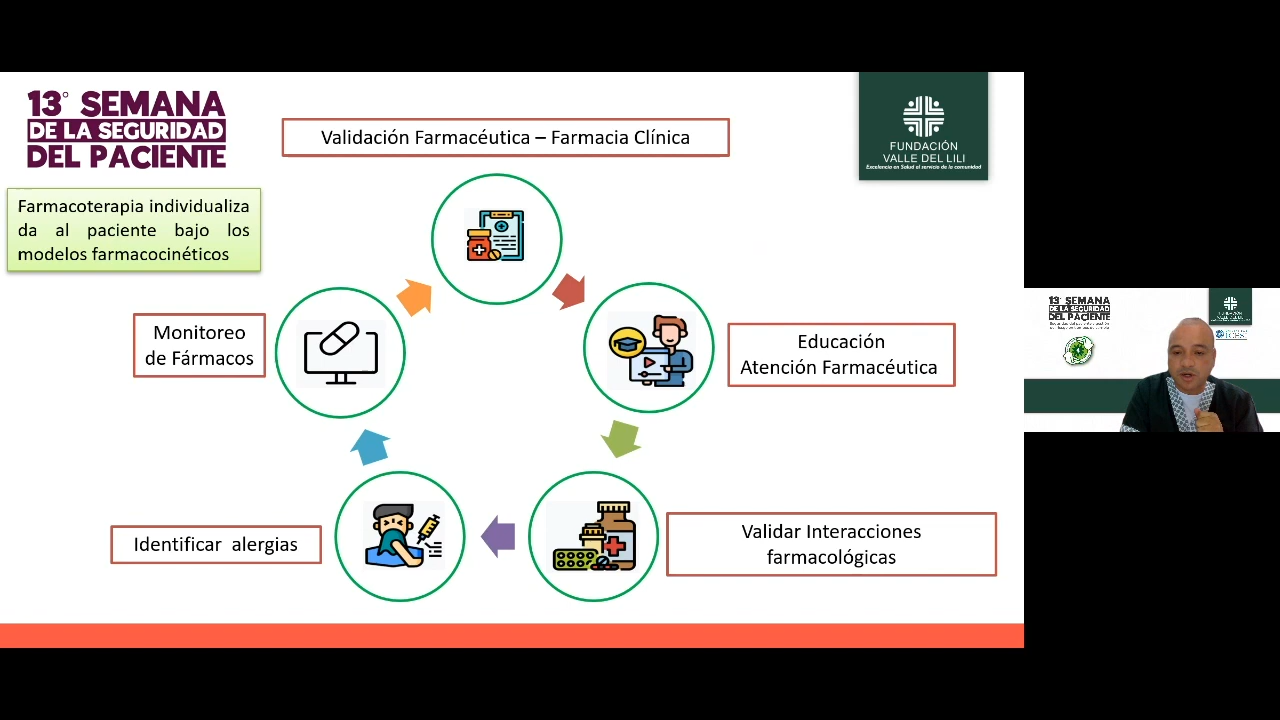 13° SEMANA
DE LA SEGURIDAD
DEL PACIENTE
Validación Farmacéutica – Farmacia Clínica
FUNDACIÓN
VALLE DEL LILI
Excelencia en Salud al servicio de la comunidad
Farmacoterapia individualiza
da al paciente bajo los
modelos farmacocinéticos
Monitoreo
de Fármacos
Educación
Atención Farmacéutica
Identificar alergias
Validar Interacciones
farmacológicas
13° SEMANA
DE LA SEGURIDAD
DEL PACIENTE